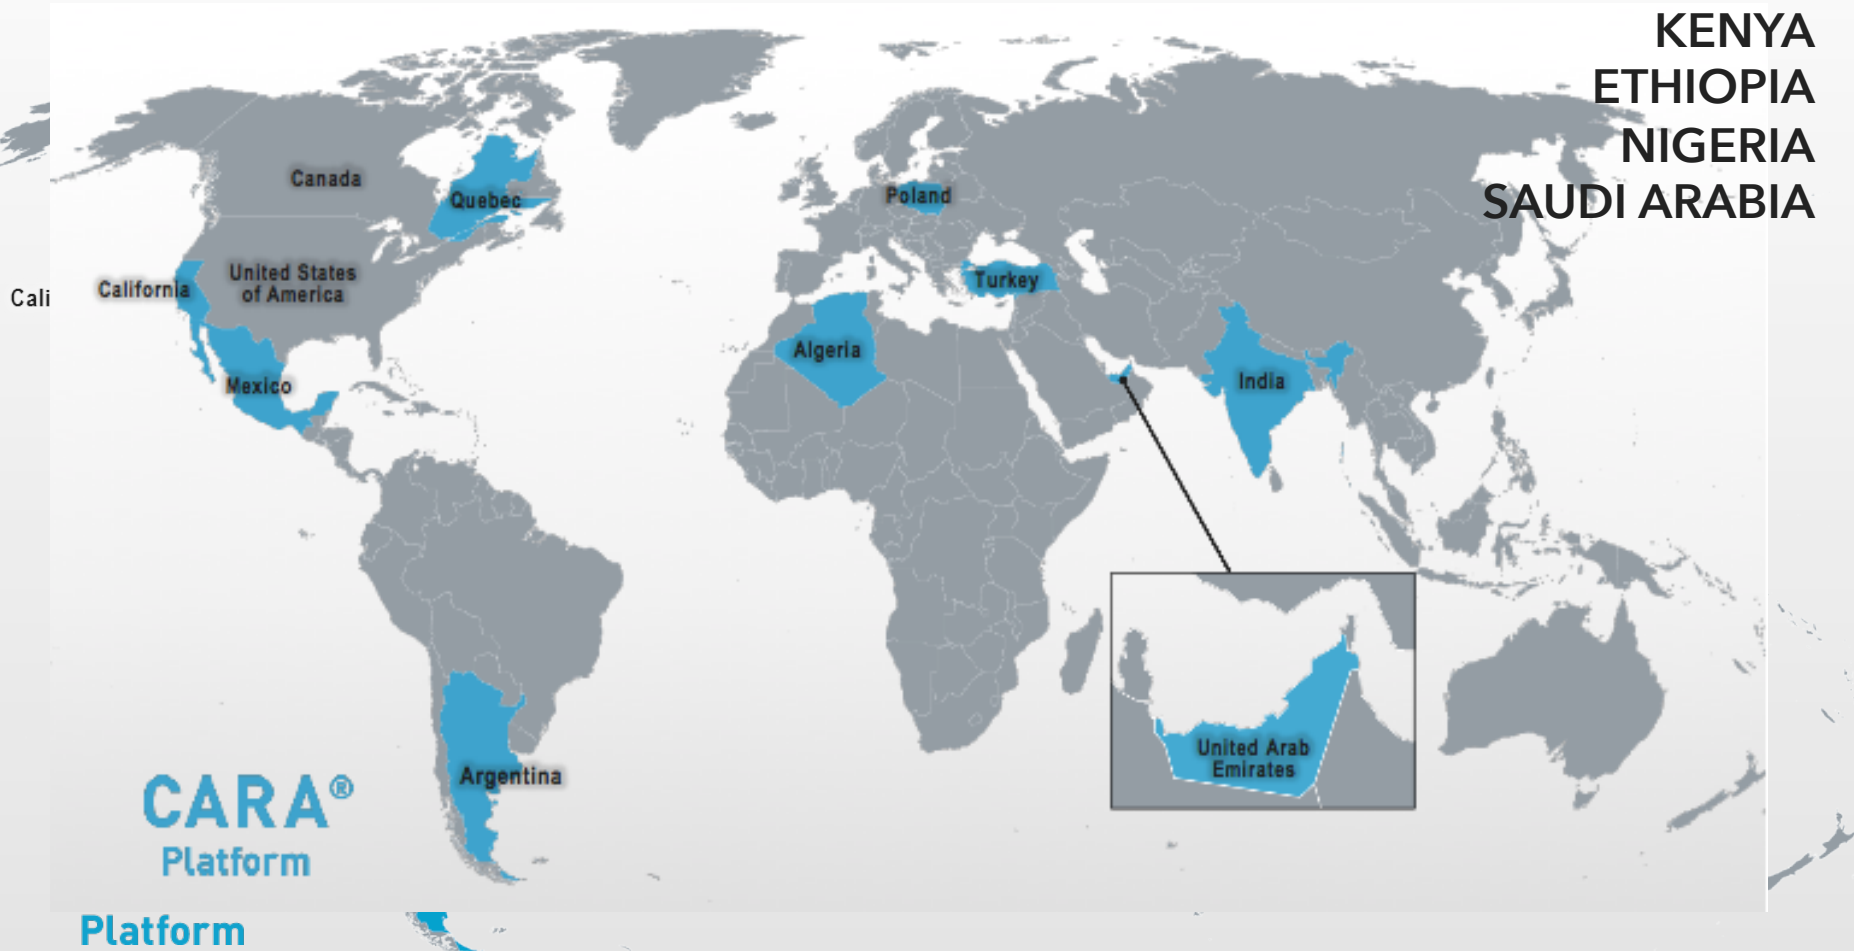 KENYA
ETHIOPIA
NIGERIA
SAUDI ARABIA
Canada
Quebec
Poland
California
United States
of America
Turkey
Cali
Algeria
Mexico
India
United Arab
Emirates
Argentina
CARA®
Platform
Platform